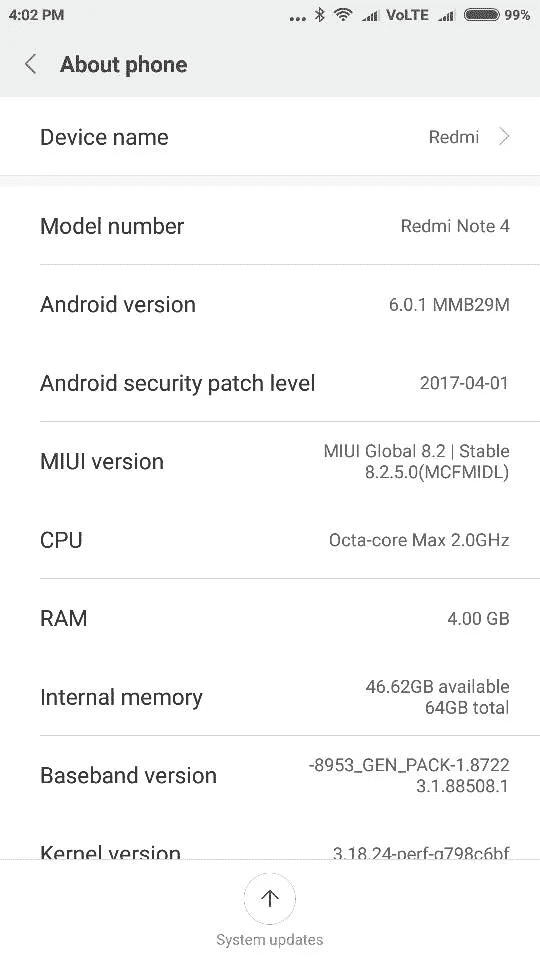 4:02 PM ... VoLTE 99%
About phone
Device name Redmi
Model number Redmi Note 4
Android version 6.0.1 MMB29M
Android security patch level 2017-04-01
MIUI version MIUI Global 8.2 | Stable
8.2.5.0(MCFMIDL)
CPU Octa-core Max 2.0GHz
RAM 4.00 GB
Internal memory 46.62GB available
64GB total
Baseband version -8953_GEN_PACK-1.8722
3.1.88508.1
Kernel version 3.18.24-perf-g798c6bf
System updates